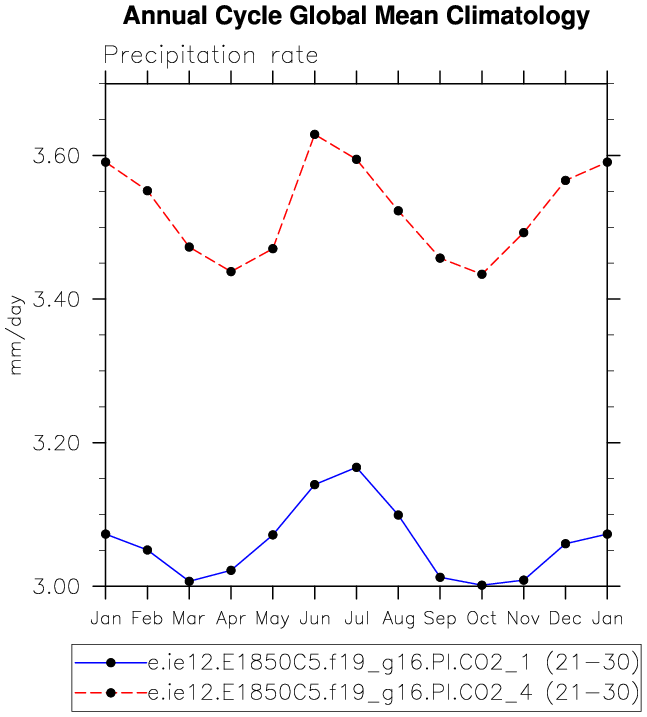 Annual Cycle Global Mean Climatology
Precipitation rate
3.60
3.40
3.20
3.00
mm/day
Jan Feb Mar Apr May Jun Jul Aug Sep Oct Nov Dec Jan
e.ie12.E1850C5.f19_g16.PI.CO2_1 (21-30)
e.ie12.E1850C5.f19_g16.PI.CO2_4 (21-30)